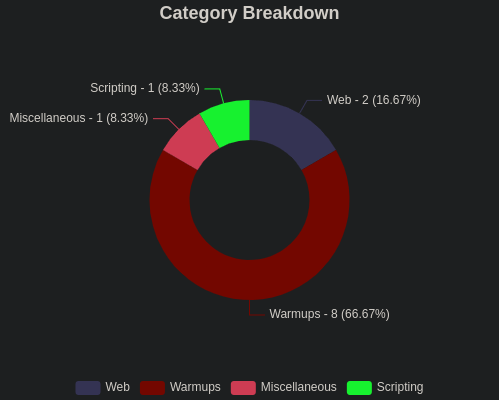 Category Breakdown
Scripting - 1 (8.33%)
Web - 2 (16.67%)
Miscellaneous - 1 (8.33%)
Warmups - 8 (66.67%)
Web Warmups Miscellaneous Scripting